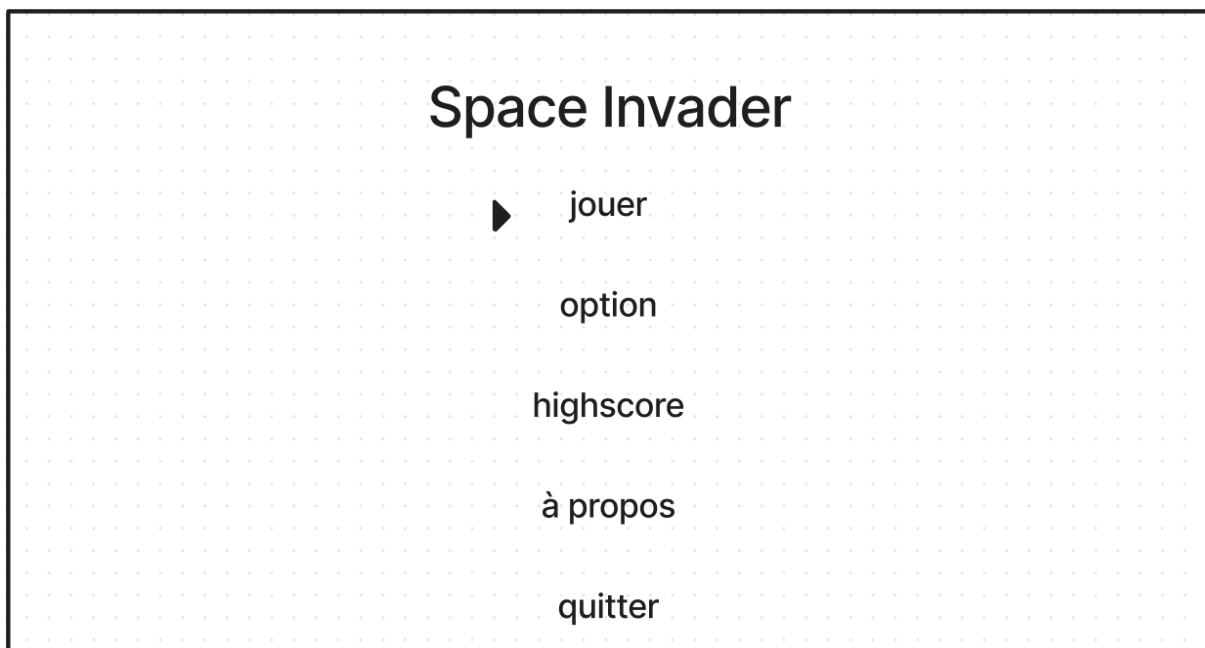 Space Invader
jouer
option
highscore
à propos
quitter